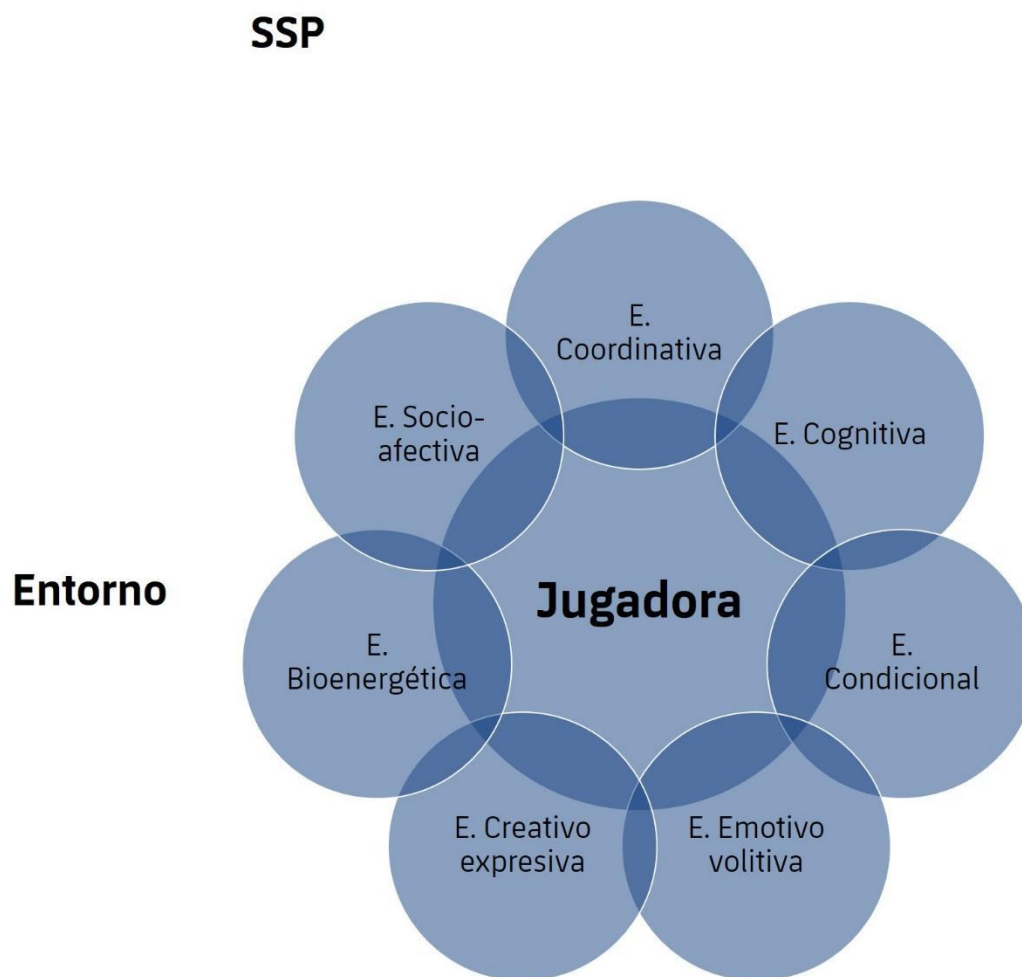 SSP
E.
Coordinativa
E. Socio-
afectiva
E. Cognitiva
Entorno
Jugadora
E.
Bioenergética
E.
Condicional
E. Creativo
expresiva
E. Emotivo
volitiva